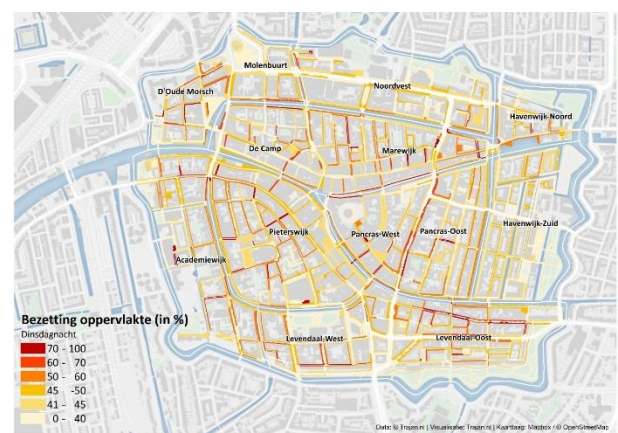 Molenbuurt
Noordvest
D'Oude Morsch
Havenwijk-Noord
De Camp
Marewijk
Havenwijk-Zuid
Pieterswijk
Pancras-West
Pancras-Oost
Academiewijk
Levendaal-West
Levendaal-Oost
Bezetting oppervlakte (in %)
Dinsdagnacht
70 - 100
60 - 70
50 - 60
45 -50
41 - 45
0 - 40
Data: © Trajan.nl | Visualisatie: Trajan.nl | Kaartlaag: Mapbox / © OpenStreetMap